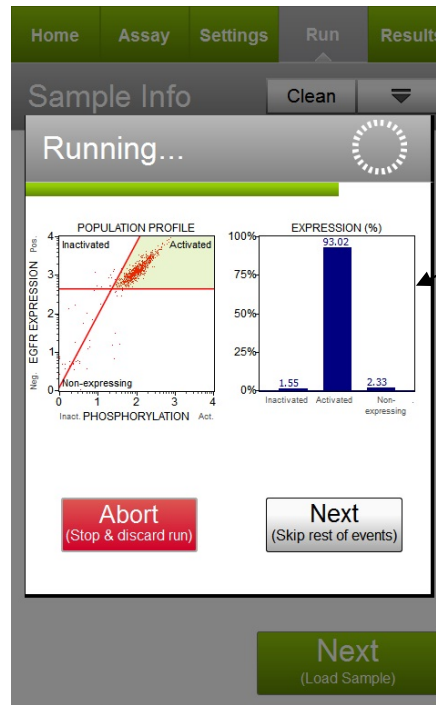 Home Assay Settings Run Results
Sample Info Clean
Running...
POPULATION PROFILE
EXPRESSION (%)
EGFR EXPRESSION
Neg. Pos.
4
3
2
1
0
Inactivated Activated
Non-expressing
0 1 2 3 4
Inact. PHOSPHORYLATION Act.
100%
75%
50%
25%
0%
93.02
1.55 2.33
Inactivated Activated Non-
expressing
Abort
(Stop & discard run)
Next
(Skip rest of events)
Next
(Load Sample)